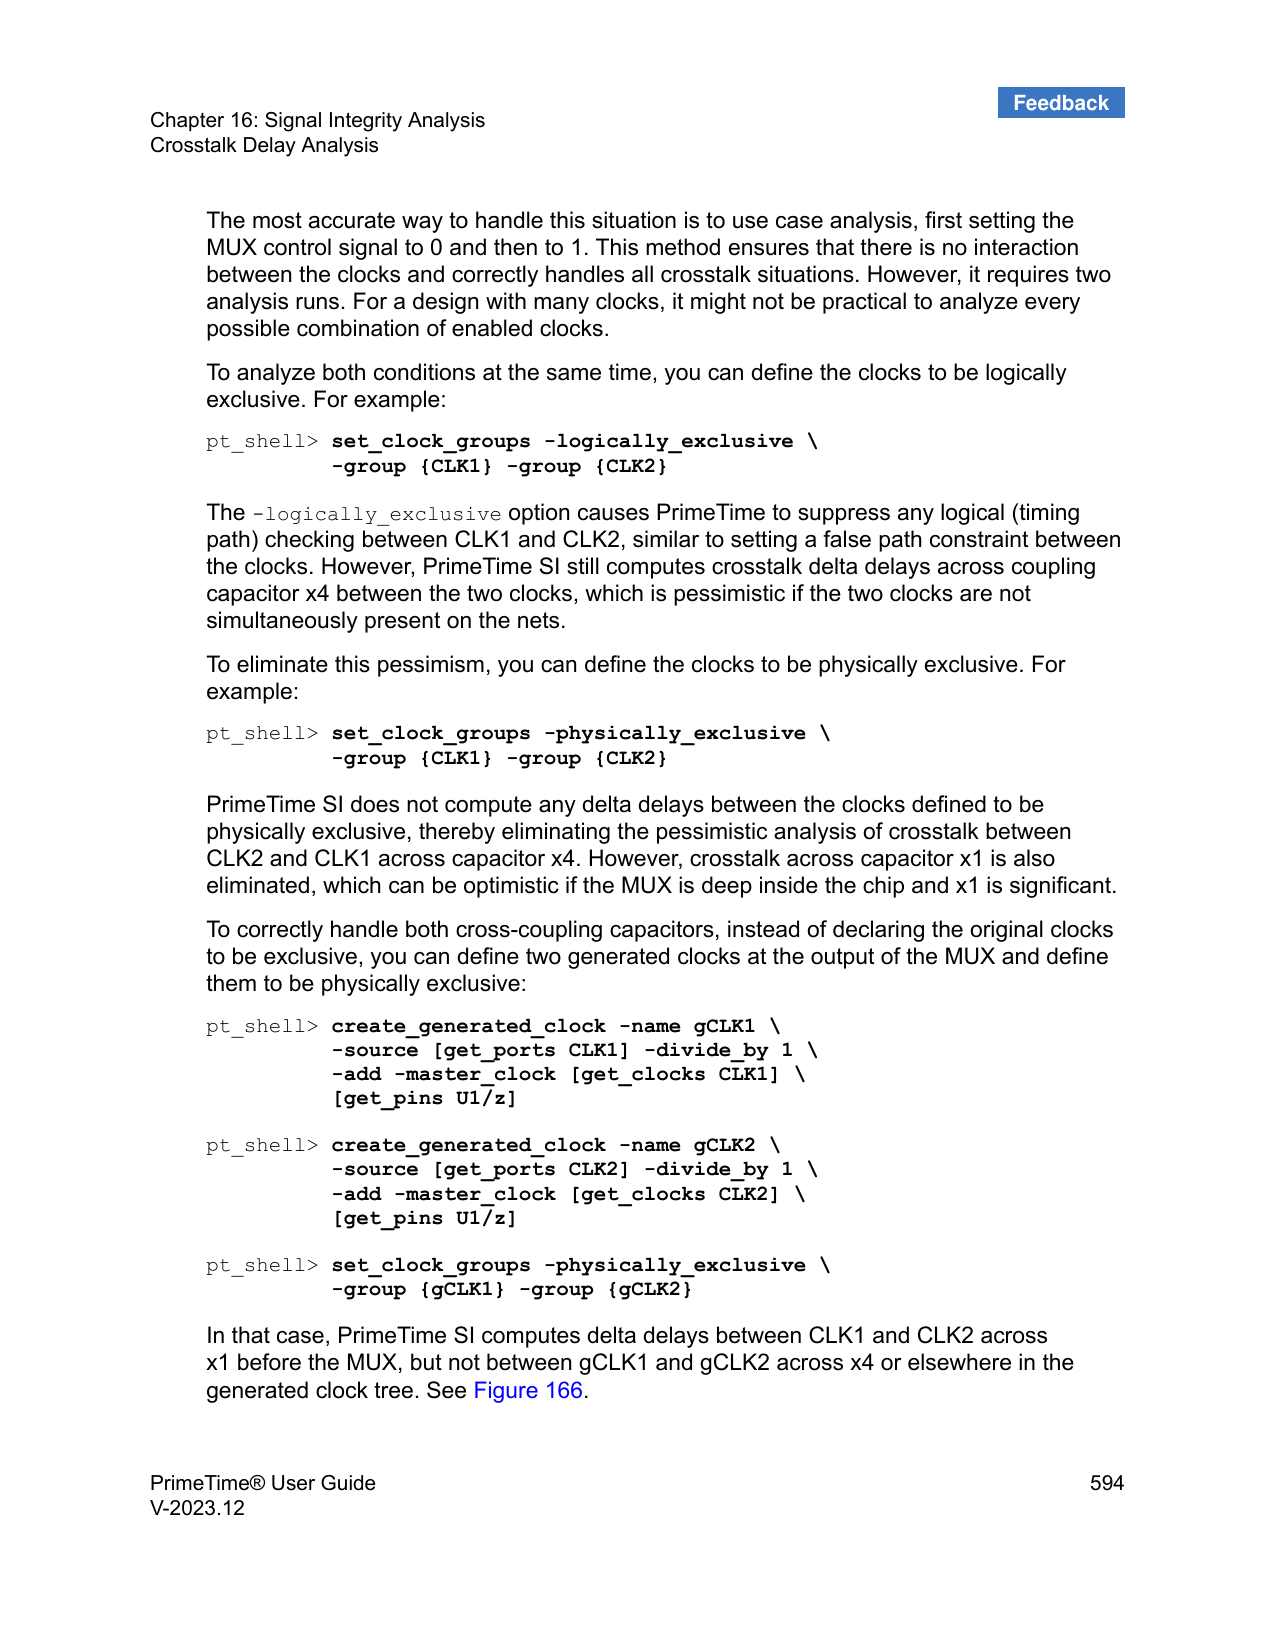 Feedback
Chapter 16: Signal Integrity Analysis
Crosstalk Delay Analysis
The most accurate way to handle this situation is to use case analysis, first setting the
MUX control signal to 0 and then to 1. This method ensures that there is no interaction
between the clocks and correctly handles all crosstalk situations. However, it requires two
analysis runs. For a design with many clocks, it might not be practical to analyze every
possible combination of enabled clocks.
To analyze both conditions at the same time, you can define the clocks to be logically
exclusive. For example:
pt_shell> set_clock_groups -logically_exclusive \
-group {CLK1} -group {CLK2}
The -logically_exclusive option causes PrimeTime to suppress any logical (timing
path) checking between CLK1 and CLK2, similar to setting a false path constraint between
the clocks. However, PrimeTime SI still computes crosstalk delta delays across coupling
capacitor x4 between the two clocks, which is pessimistic if the two clocks are not
simultaneously present on the nets.
To eliminate this pessimism, you can define the clocks to be physically exclusive. For
example:
pt_shell> set_clock_groups -physically_exclusive \
-group {CLK1} -group {CLK2}
PrimeTime SI does not compute any delta delays between the clocks defined to be
physically exclusive, thereby eliminating the pessimistic analysis of crosstalk between
CLK2 and CLK1 across capacitor x4. However, crosstalk across capacitor x1 is also
eliminated, which can be optimistic if the MUX is deep inside the chip and x1 is significant.
To correctly handle both cross-coupling capacitors, instead of declaring the original clocks
to be exclusive, you can define two generated clocks at the output of the MUX and define
them to be physically exclusive:
pt_shell> create_generated_clock -name gCLK1 \
-source [get_ports CLK1] -divide_by 1 \
-add -master_clock [get_clocks CLK1] \
[get_pins U1/z]
pt_shell> create_generated_clock -name gCLK2 \
-source [get_ports CLK2] -divide_by 1 \
-add -master_clock [get_clocks CLK2] \
[get_pins U1/z]
pt_shell> set_clock_groups -physically_exclusive \
-group {gCLK1} -group {gCLK2}
In that case, PrimeTime SI computes delta delays between CLK1 and CLK2 across
x1 before the MUX, but not between gCLK1 and gCLK2 across x4 or elsewhere in the
generated clock tree. See Figure 166.
PrimeTime® User Guide
V-2023.12
594